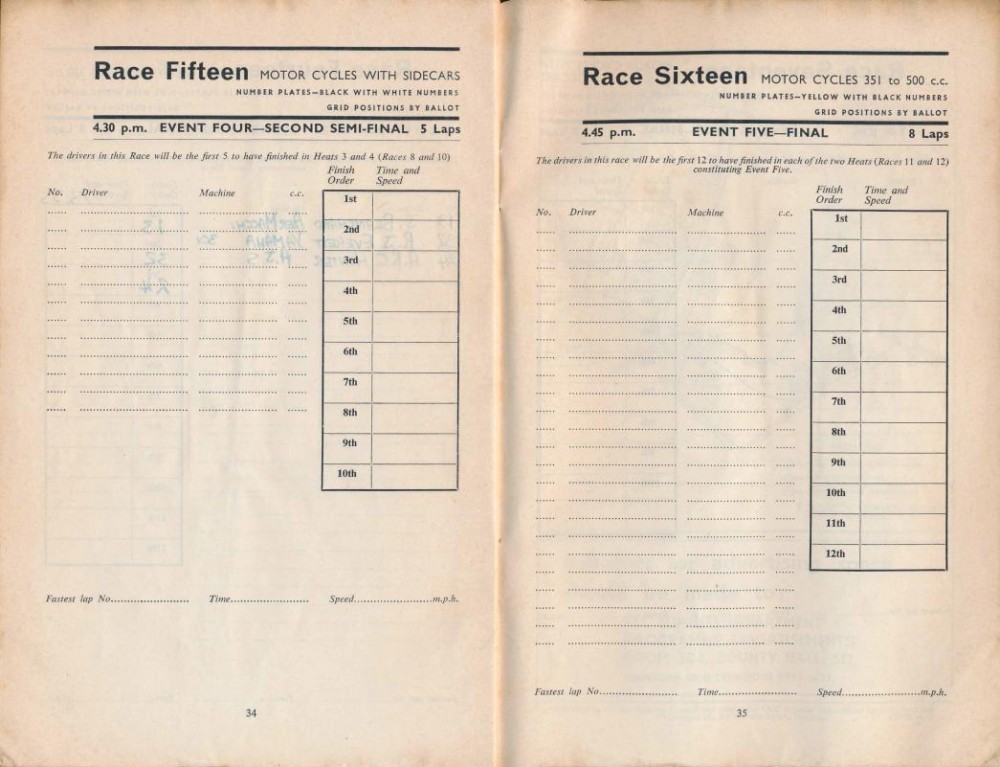 Race Fifteen MOTOR CYCLES WITH SIDECARS
NUMBER PLATES—BLACK WITH WHITE NUMBERS
GRID POSITIONS BY BALLOT
4.30 p.m. EVENT FOUR—SECOND SEMI-FINAL 5 Laps
The drivers in this Race will be the first 5 to have finished in Heats 3 and 4 (Races 8 and 10)
Finish Order Time and Speed
No. Driver Machine c.c.
1st
2nd
3rd
4th
5th
6th
7th
8th
9th
10th
Fastest lap No. Time Speed m.p.h.
34
Race Sixteen MOTOR CYCLES 351 to 500 c.c.
NUMBER PLATES—YELLOW WITH BLACK NUMBERS
GRID POSITIONS BY BALLOT
4.45 p.m. EVENT FIVE—FINAL 8 Laps
The drivers in this race will be the first 12 to have finished in each of the two Heats (Races 11 and 12)
constituting Event Five.
Finish Order Time and Speed
No. Driver Machine c.c.
1st
2nd
3rd
4th
5th
6th
7th
8th
9th
10th
11th
12th
Fastest lap No. Time Speed m.p.h.
35